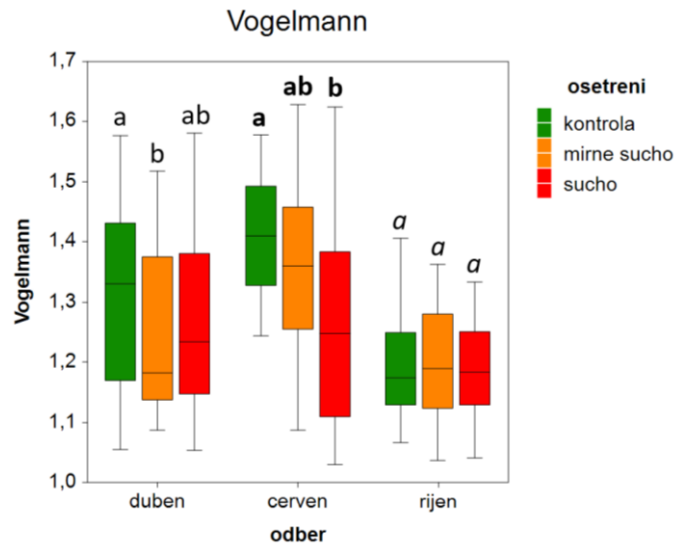 Vogelmann
Vogelmann
1,7
1,6
1,5
1,4
1,3
1,2
1,1
1,0
a
b
ab
a
ab
b
a
a
a
duben
cerven
rijen
odber
osetreni
kontrola
mirne sucho
sucho